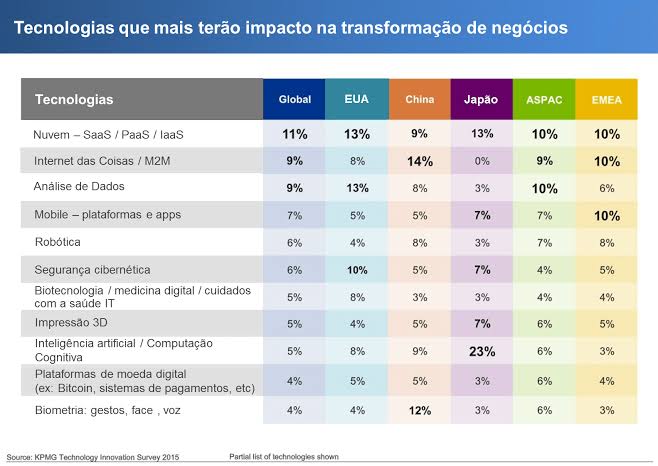 Tecnologias que mais terão impacto na transformação de negócios
Tecnologias Global EUA China Japão ASPAC EMEA
Nuvem – SaaS / PaaS / IaaS 11% 13% 9% 13% 10% 10%
Internet das Coisas / M2M 9% 8% 14% 0% 9% 10%
Análise de Dados 9% 13% 8% 3% 10% 6%
Mobile – plataformas e apps 7% 5% 5% 7% 7% 10%
Robótica 6% 4% 8% 3% 7% 8%
Segurança cibernética 6% 10% 5% 7% 4% 5%
Biotecnologia / medicina digital / cuidados
com a saúde IT 5% 8% 3% 3% 4% 4%
Impressão 3D 5% 4% 5% 7% 6% 5%
Inteligência artificial / Computação
Cognitiva 5% 8% 9% 23% 6% 3%
Plataformas de moeda digital
(ex: Bitcoin, sistemas de pagamentos, etc) 4% 5% 5% 3% 6% 4%
Biometria: gestos, face , voz 4% 4% 12% 3% 6% 3%
Source: KPMG Technology Innovation Survey 2015 Partial list of technologies shown